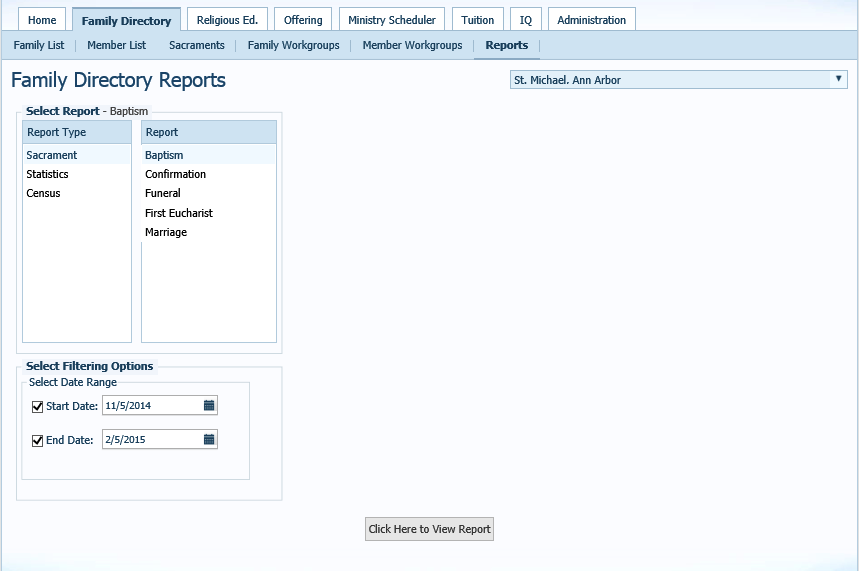 Home Family Directory Religious Ed. Offering Ministry Scheduler Tuition IQ Administration
Family List Member List Sacraments Family Workgroups Member Workgroups Reports
Family Directory Reports
St. Michael, Ann Arbor
Select Report - Baptism
Report Type Report
Sacrament Baptism
Statistics Confirmation
Census Funeral
First Eucharist
Marriage
Select Filtering Options
Select Date Range
Start Date: 11/5/2014
End Date: 2/5/2015
Click Here to View Report